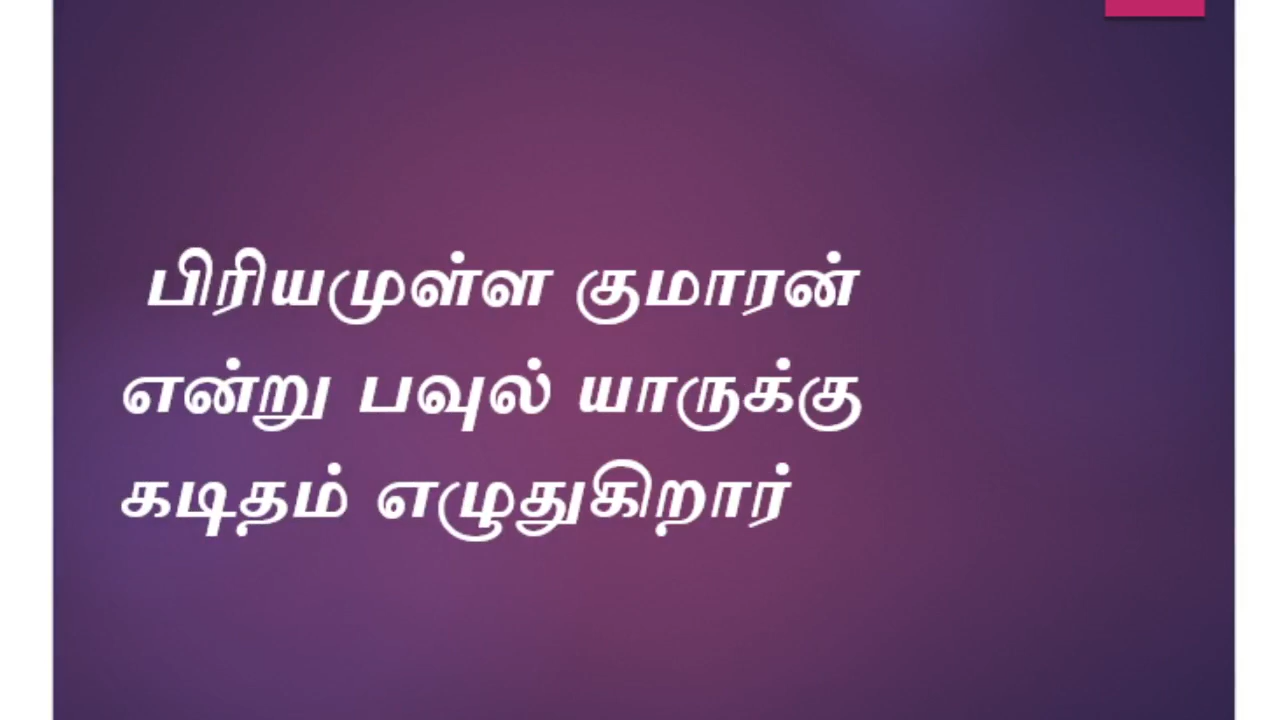 பிரியமுள்ள குமாரன்
என்று பவுல் யாருக்கு
கடிதம் எழுதுகிறார்